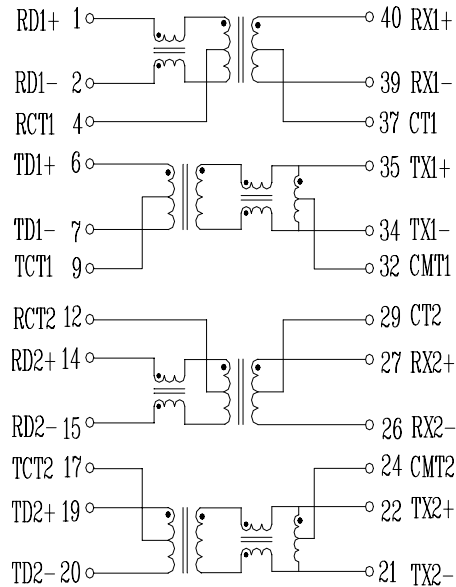 RD1+ 1 40 RX1+
RD1- 2 39 RX1-
RCT1 4 37 CT1
TD1+ 6 35 TX1+
TD1- 7 34 TX1-
TCT1 9 32 CMT1
RCT2 12 29 CT2
RD2+ 14 27 RX2+
RD2- 15 26 RX2-
TCT2 17 24 CMT2
TD2+ 19 22 TX2+
TD2- 20 21 TX2-